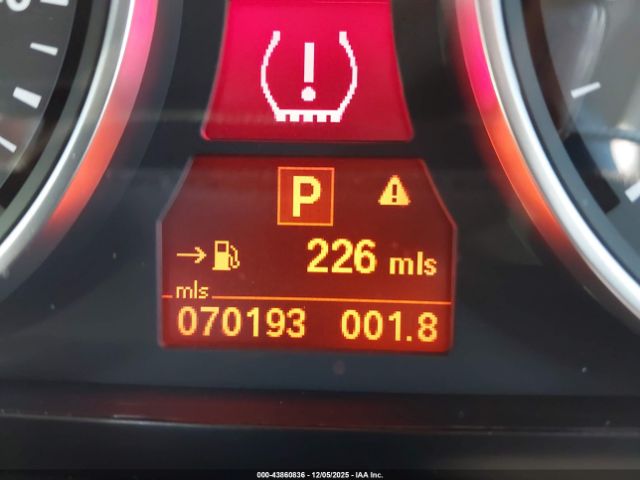 !
P !
226 mls
mls
070193 001.8
000-43860836 - 12/05/2025 - IAA Inc.